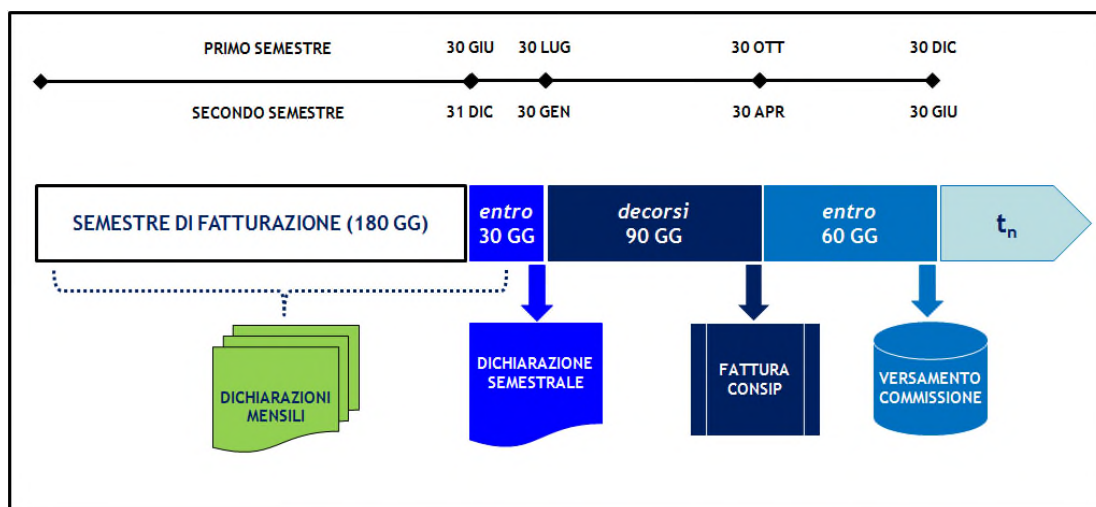 PRIMO SEMESTRE 30 GIU 30 LUG 30 OTT 30 DIC
SECONDO SEMESTRE 31 DIC 30 GEN 30 APR 30 GIU
SEMESTRE DI FATTURAZIONE (180 GG)
entro
30 GG
decorsi
90 GG
entro
60 GG
tn
DICHIARAZIONI
MENSILI
DICHIARAZIONE
SEMESTRALE
FATTURA
CONSIP
VERSAMENTO
COMMISSIONE